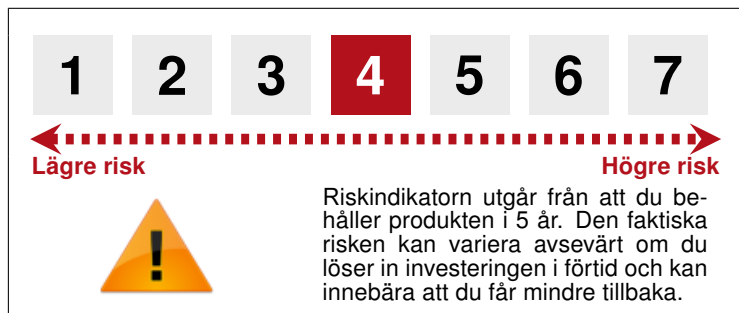 1 2 3 4 5 6 7
Lägre risk Högre risk
Riskindikatorn utgår från att du be-
håller produkten i 5 år. Den faktiska
risken kan variera avsevärt om du
löser in investeringen i förtid och kan
innebära att du får mindre tillbaka.